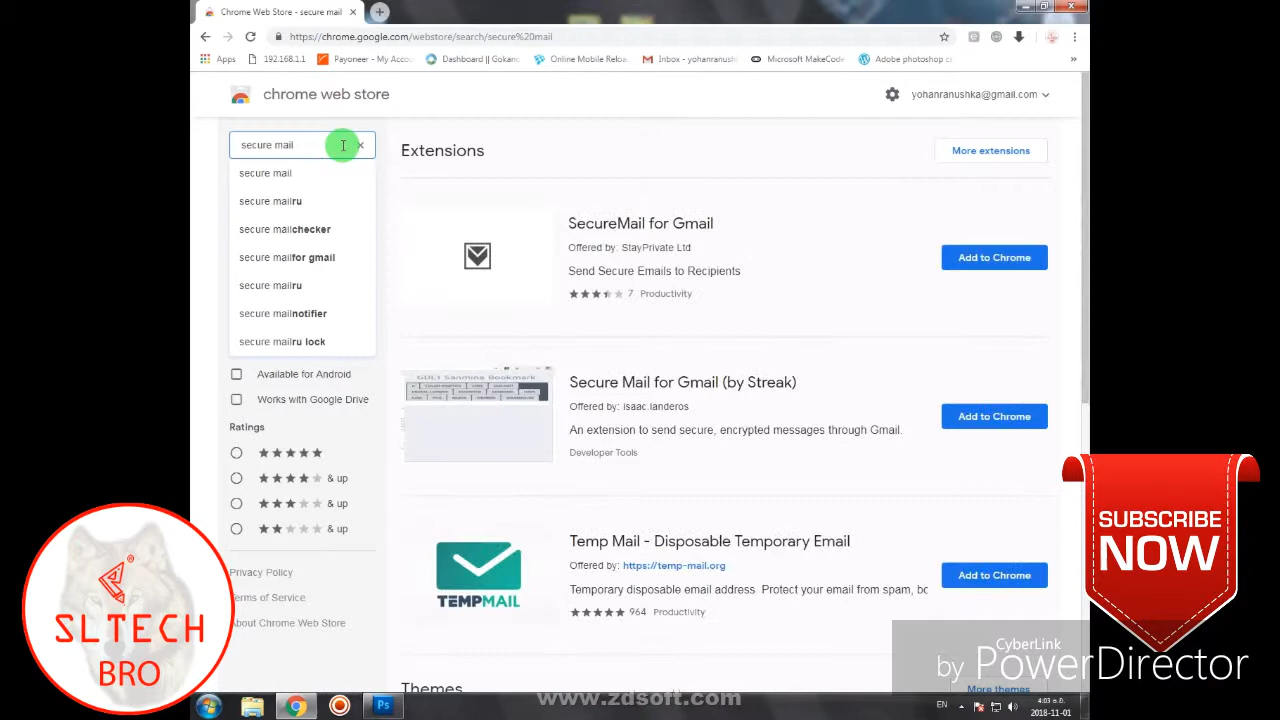 Chrome Web Store - secure mail
https://chrome.google.com/webstore/search/secure%20mail
Apps
192.168.1.1
Payoneer - My Accou
Dashboard || Gokan
Online Mobile Reloa
Inbox - yohanranush
Microsoft MakeCode
Adobe photoshop c
»
chrome web store
yohanranushka@gmail.com
secure mail
secure mail
secure mailru
secure mailchecker
secure mailfor gmail
secure mailru
secure mailnotifier
secure mailru lock
Available for Android
Works with Google Drive
Ratings
& up
& up
& up
Privacy Policy
Terms of Service
About Chrome Web Store
Extensions
More extensions
SecureMail for Gmail
Offered by: StayPrivate Ltd
Send Secure Emails to Recipients
7 Productivity
Add to Chrome
Secure Mail for Gmail (by Streak)
Offered by: isaac.landeros
An extension to send secure, encrypted messages through Gmail.
Developer Tools
Add to Chrome
TEMPMAIL
Temp Mail - Disposable Temporary Email
Offered by: https://temp-mail.org
Temporary disposable email address Protect your email from spam, bo
964 Productivity
Add to Chrome
Themes
More themes
SLTECH
BRO
®
SUBSCRIBE
NOW
CyberLink
by PowerDirector
www.zdsoft.com
Ps
EN
2018-11-01